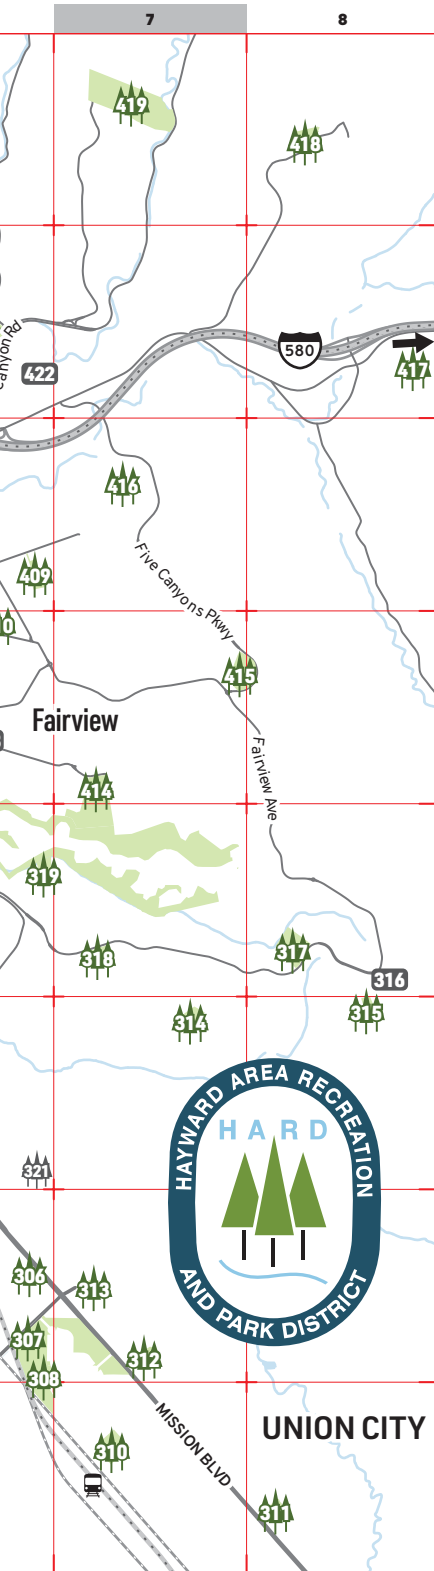 7 8
419
418
580
Canyon Rd
422
417
416
409
Five Canyons Pkwy
415
Fairview
Fairview Ave
414
319
318
317
316
315
314
HAYWARD AREA RECREATION
HARD
AND PARK DISTRICT
321
306
313
307
312
308
UNION CITY
MISSION BLVD
310
311